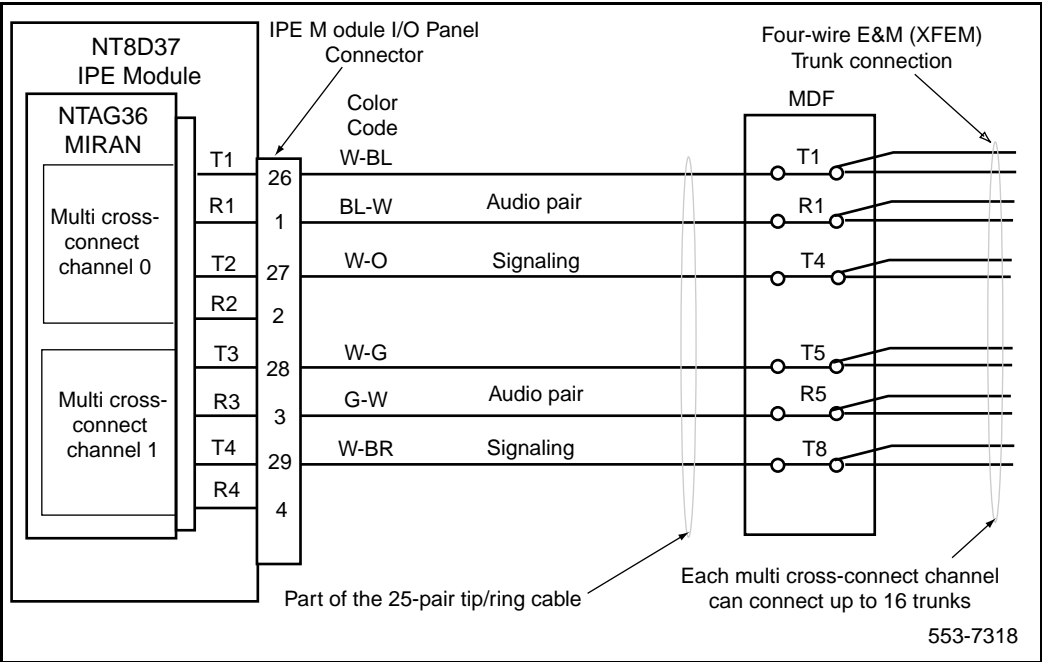 NT8D37
IPE Module
IPE M odule I/O Panel
Connector
Four-wire E&M (XFEM)
Trunk connection
NTAG36
MIRAN
Color
Code
MDF
T1
26
W-BL
T1
Multi cross-
connect
channel 0
R1
1
BL-W
Audio pair
R1
T2
27
W-O
Signaling
T4
R2
2
T3
28
W-G
T5
Multi cross-
connect
channel 1
R3
3
G-W
Audio pair
R5
T4
29
W-BR
Signaling
T8
R4
4
Part of the 25-pair tip/ring cable
Each multi cross-connect channel
can connect up to 16 trunks
553-7318